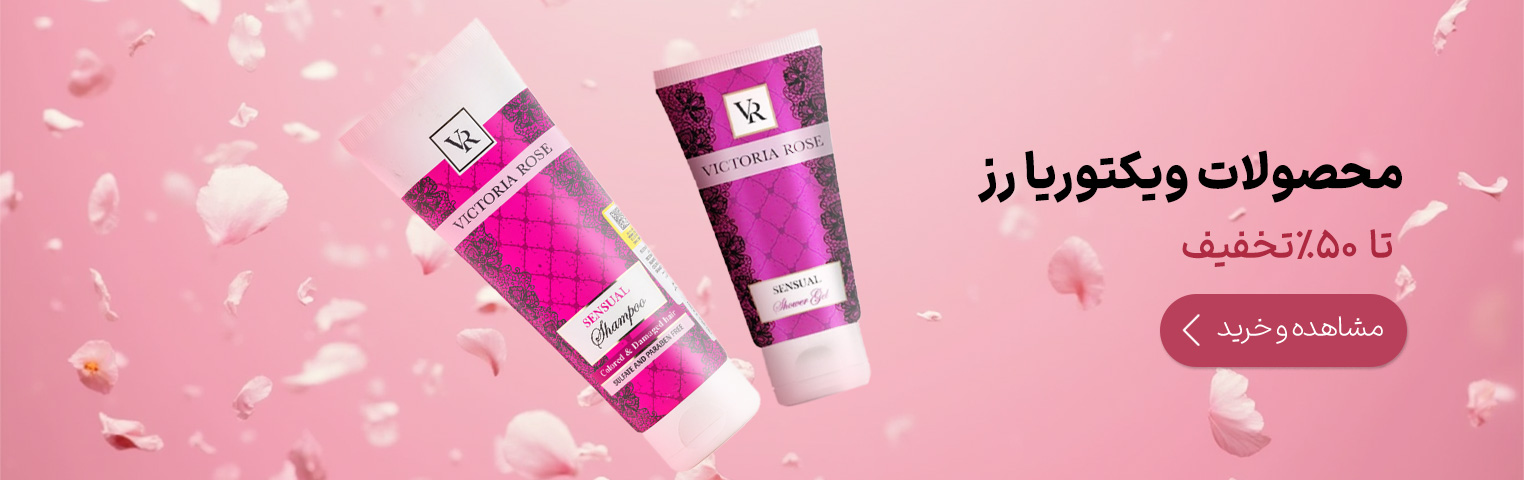 محصولات ویکتوریا رز
تا ۵۰٪ تخفیف
مشاهده و خرید
VR
VICTORIA ROSE
SENSUAL
Shampoo
Colored & Damaged hair
SULFATE AND PARABEN FREE
VR
VICTORIA ROSE
SENSUAL
Shower Gel